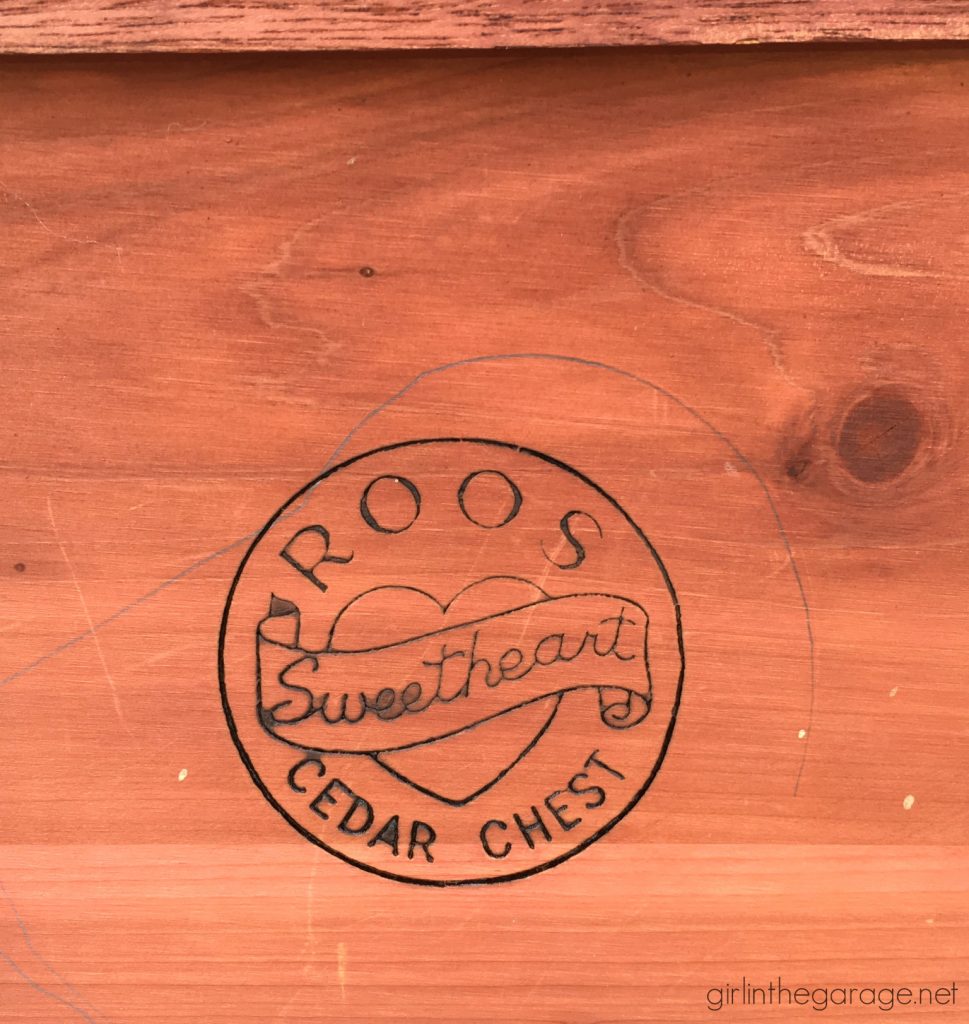 ROOS
Sweetheart
CEDAR CHEST
girlinthegarage.net